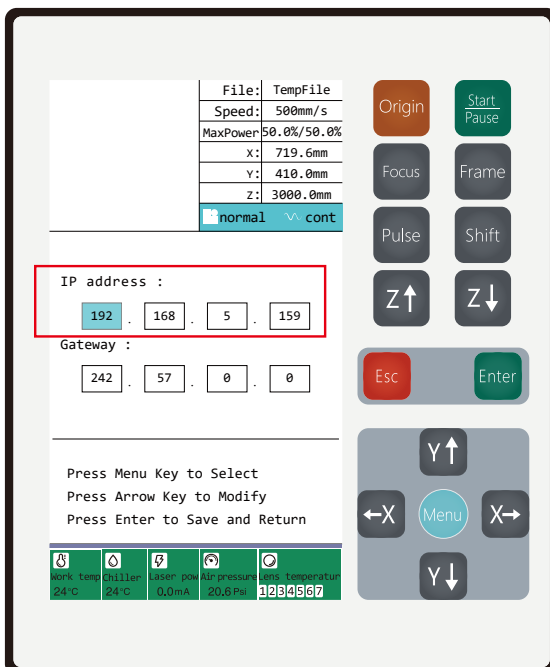 File: TempFile
Speed: 500mm/s
MaxPower 50.0%/50.0%
X: 719.6mm
Y: 410.0mm
Z: 3000.0mm
normal cont
IP address :
192 . 168 . 5 . 159
Gateway :
242 . 57 . 0 . 0
Press Menu Key to Select
Press Arrow Key to Modify
Press Enter to Save and Return
Work temp Chiller Laser pow Air pressure Lens temperatur
24°C 24°C 0.0mA 20.6Psi 1234567
Origin Start
Pause
Focus Frame
Pulse Shift
Z↑ Z↓
Esc Enter
Y↑
←X Menu X→
Y↓